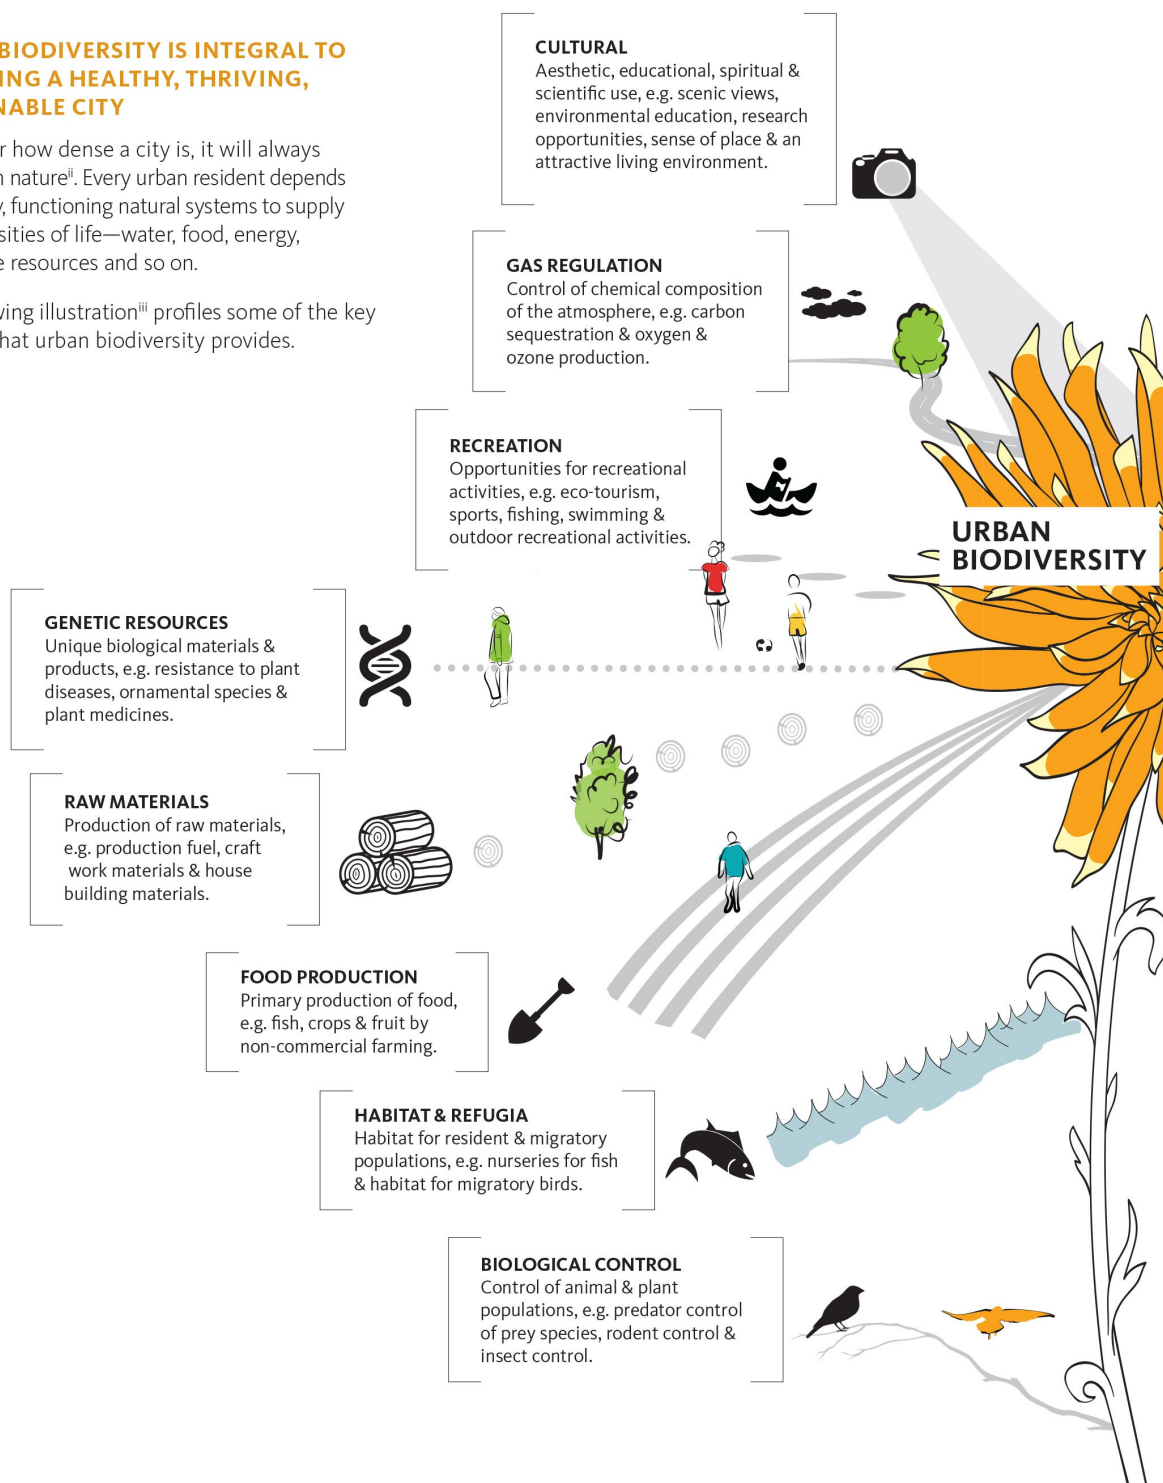 BIODIVERSITY IS INTEGRAL TO
ING A HEALTHY, THRIVING,
NABLE CITY
r how dense a city is, it will always
n natureii. Every urban resident depends
y, functioning natural systems to supply
sities of life—water, food, energy,
e resources and so on.
wing illustrationiii profiles some of the key
hat urban biodiversity provides.
CULTURAL
Aesthetic, educational, spiritual &
scientific use, e.g. scenic views,
environmental education, research
opportunities, sense of place & an
attractive living environment.
GAS REGULATION
Control of chemical composition
of the atmosphere, e.g. carbon
sequestration & oxygen &
ozone production.
RECREATION
Opportunities for recreational
activities, e.g. eco-tourism,
sports, fishing, swimming &
outdoor recreational activities.
URBAN
BIODIVERSITY
GENETIC RESOURCES
Unique biological materials &
products, e.g. resistance to plant
diseases, ornamental species &
plant medicines.
RAW MATERIALS
Production of raw materials,
e.g. production fuel, craft
work materials & house
building materials.
FOOD PRODUCTION
Primary production of food,
e.g. fish, crops & fruit by
non-commercial farming.
HABITAT & REFUGIA
Habitat for resident & migratory
populations, e.g. nurseries for fish
& habitat for migratory birds.
BIOLOGICAL CONTROL
Control of animal & plant
populations, e.g. predator control
of prey species, rodent control &
insect control.